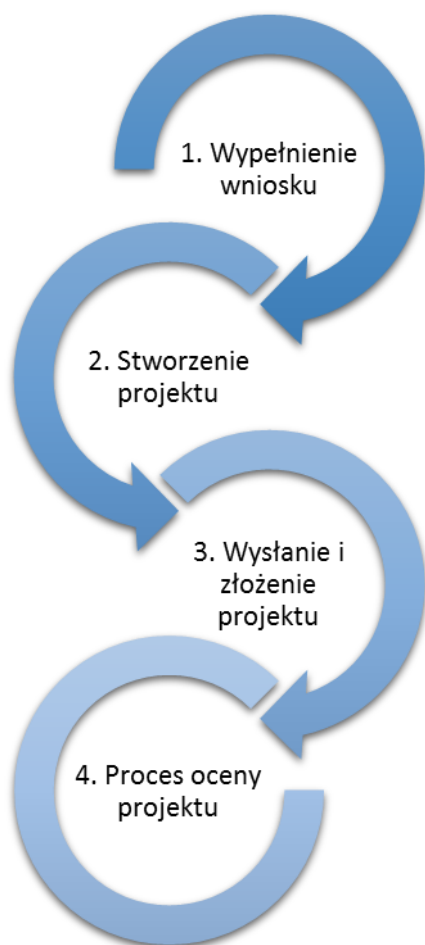 1. Wypełnienie
wniosku
2. Stworzenie
projektu
3. Wysłanie i
złożenie
projektu
4. Proces oceny
projektu